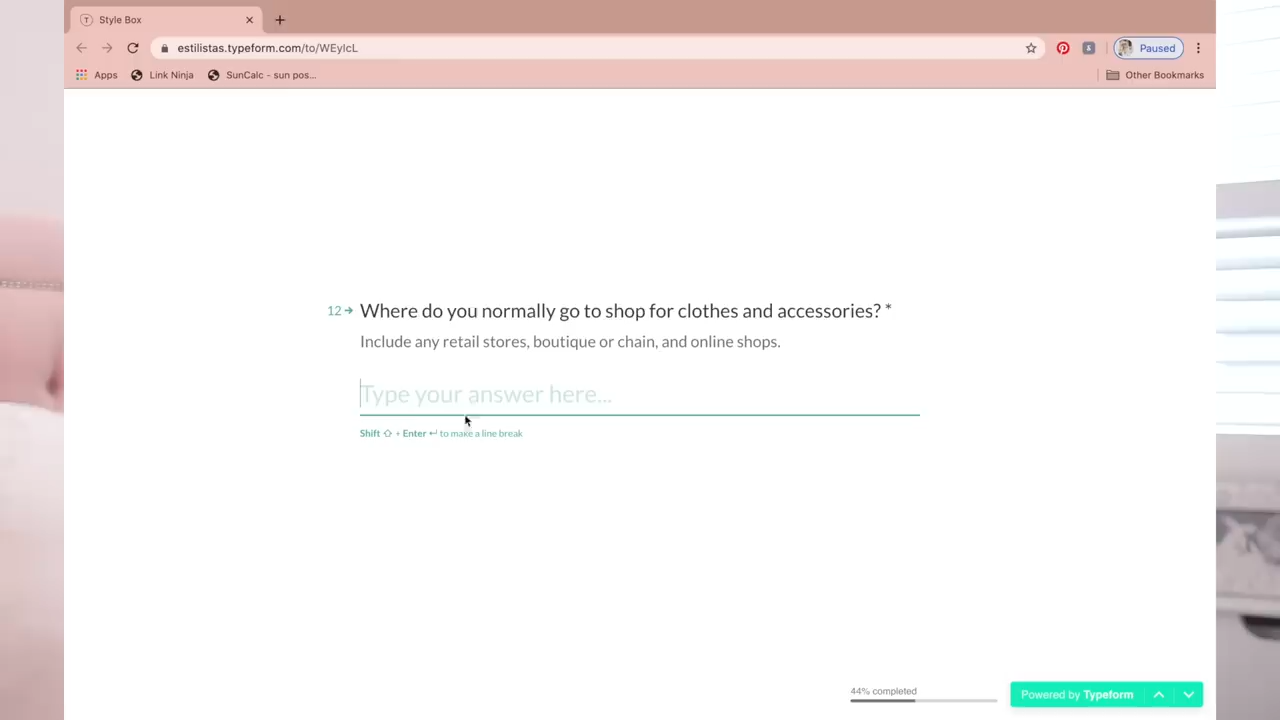 Style Box
estilistas.typeform.com/to/WEyIcL
Paused
Apps
Link Ninja
SunCalc - sun pos...
Other Bookmarks
12 → Where do you normally go to shop for clothes and accessories? *
Include any retail stores, boutique or chain, and online shops.
Type your answer here...
Shift ⇧ + Enter ↵ to make a line break
44% completed
Powered by Typeform